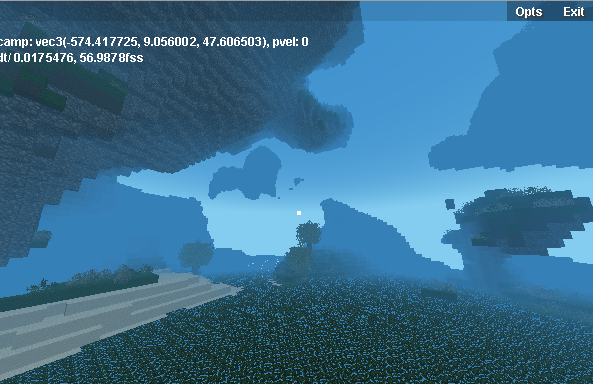 Opts Exit
camp: vec3(-574.417725, 9.056002, 47.606503), pvel: 0
dt/ 0.0175476, 56.9878fss